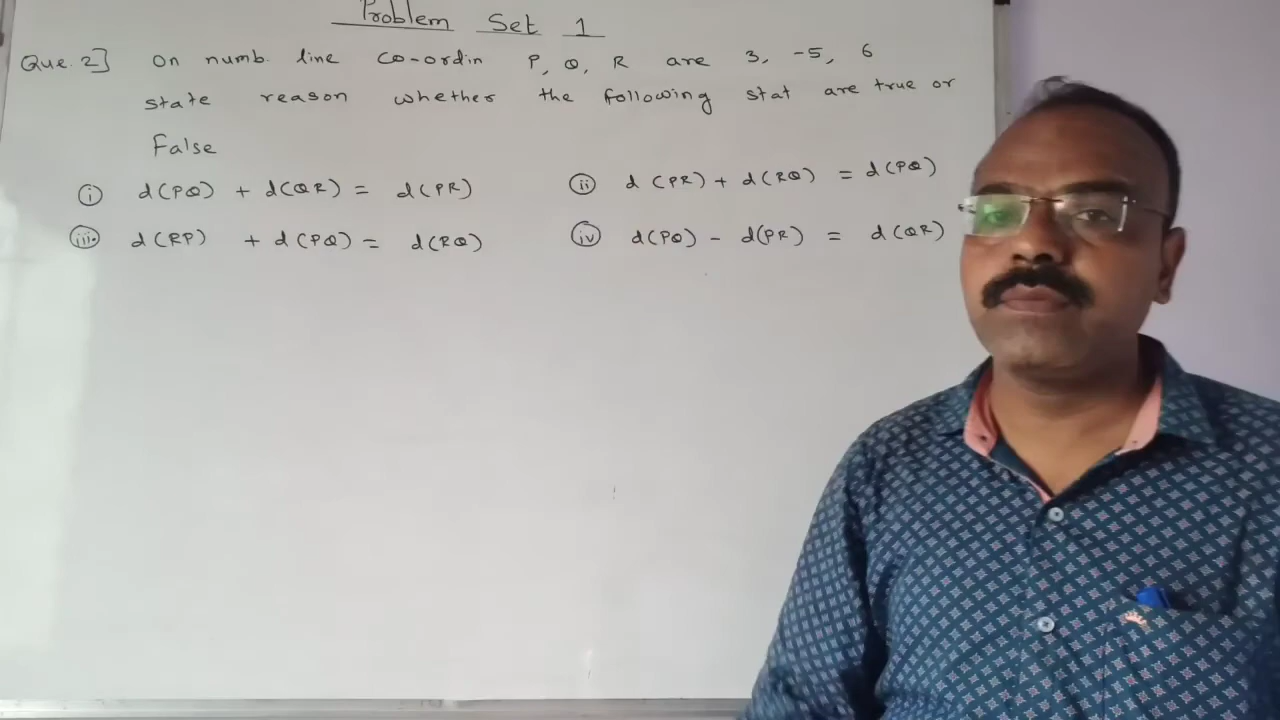 Problem Set 1
Que. 2] On numb. line co-ordin P, Q, R are 3, -5, 6
state reason whether the following stat are true or
False
(i) d(PQ) + d(QR) = d(PR) (ii) d(PR) + d(RQ) = d(PQ)
(iii) d(RP) + d(PQ) = d(RQ) (iv) d(PQ) - d(PR) = d(QR)